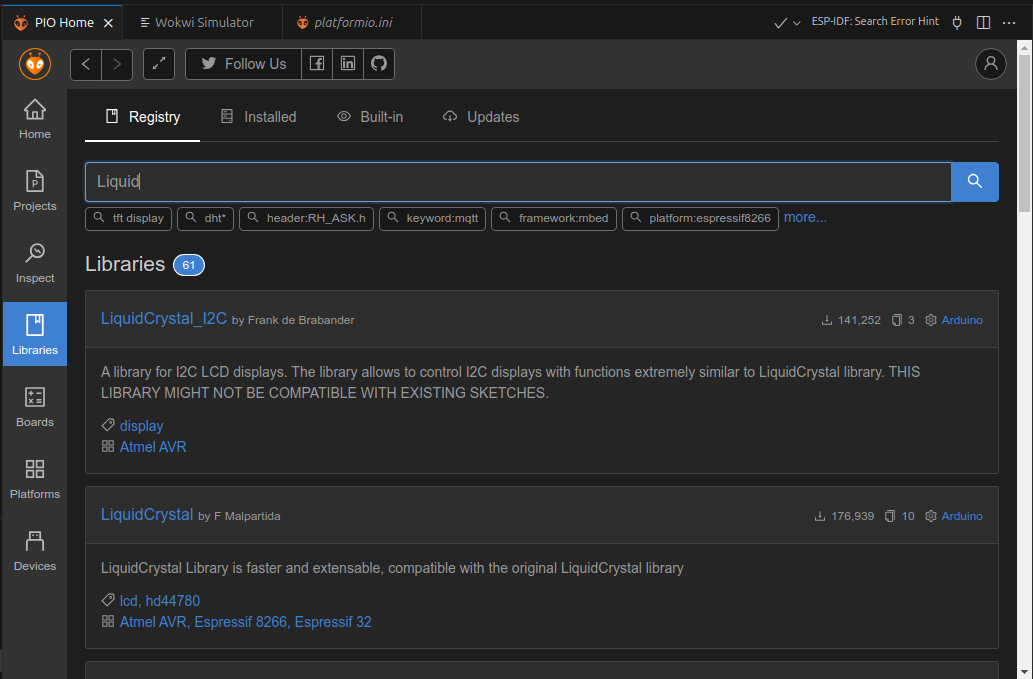 PIO Home Wokwi Simulator platformio.ini ESP-IDF: Search Error Hint
Follow Us
Home
Projects
Inspect
Libraries
Boards
Platforms
Devices
Registry Installed Built-in Updates
Liquid
tft display dht* header:RH_ASK.h keyword:mqtt framework:mbed platform:espressif8266 more...
Libraries 61
LiquidCrystal_I2C by Frank de Brabander 141,252 3 Arduino
A library for I2C LCD displays. The library allows to control I2C displays with functions extremely similar to LiquidCrystal library. THIS
LIBRARY MIGHT NOT BE COMPATIBLE WITH EXISTING SKETCHES.
display
Atmel AVR
LiquidCrystal by F Malpartida 176,939 10 Arduino
LiquidCrystal Library is faster and extensable, compatible with the original LiquidCrystal library
lcd, hd44780
Atmel AVR, Espressif 8266, Espressif 32